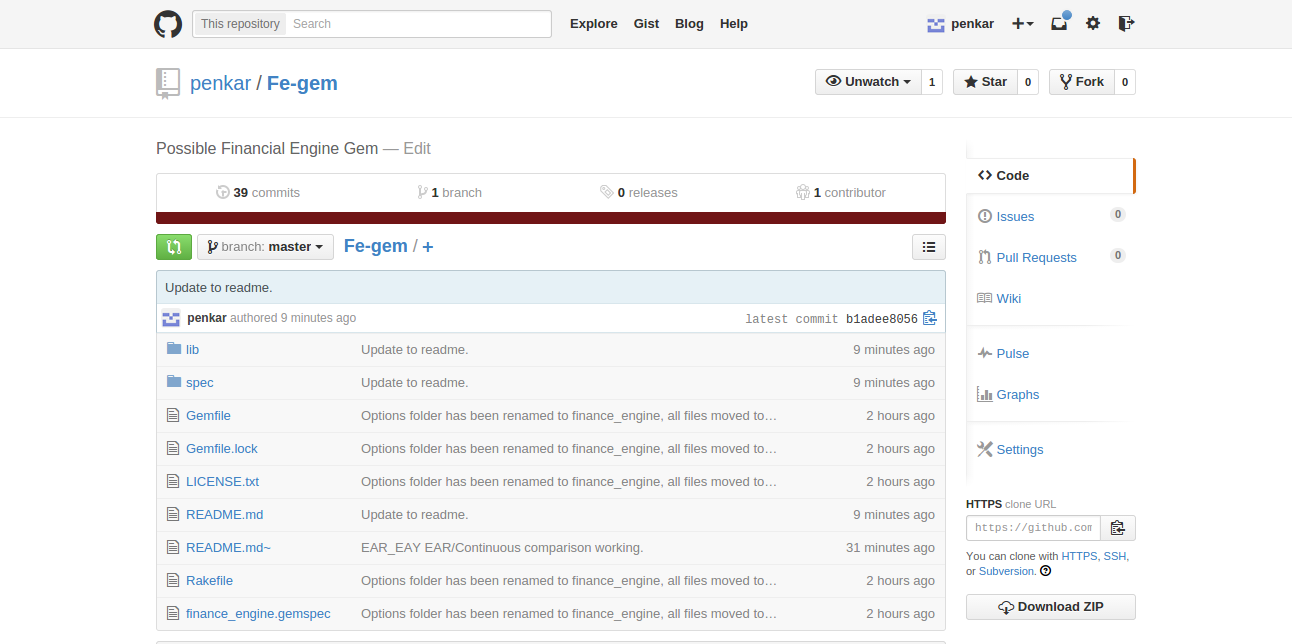 This repository Search Explore Gist Blog Help penkar
penkar / Fe-gem Unwatch 1 Star 0 Fork 0
Possible Financial Engine Gem — Edit
39 commits 1 branch 0 releases 1 contributor
branch: master Fe-gem / +
Update to readme.
penkar authored 9 minutes ago latest commit b1adee8056
lib Update to readme. 9 minutes ago
spec Update to readme. 9 minutes ago
Gemfile Options folder has been renamed to finance_engine, all files moved to… 2 hours ago
Gemfile.lock Options folder has been renamed to finance_engine, all files moved to… 2 hours ago
LICENSE.txt Options folder has been renamed to finance_engine, all files moved to… 2 hours ago
README.md Update to readme. 9 minutes ago
README.md~ EAR_EAY EAR/Continuous comparison working. 31 minutes ago
Rakefile Options folder has been renamed to finance_engine, all files moved to… 2 hours ago
finance_engine.gemspec Options folder has been renamed to finance_engine, all files moved to… 2 hours ago
Code
Issues 0
Pull Requests 0
Wiki
Pulse
Graphs
Settings
HTTPS clone URL
https://github.com
You can clone with HTTPS, SSH,
or Subversion.
Download ZIP